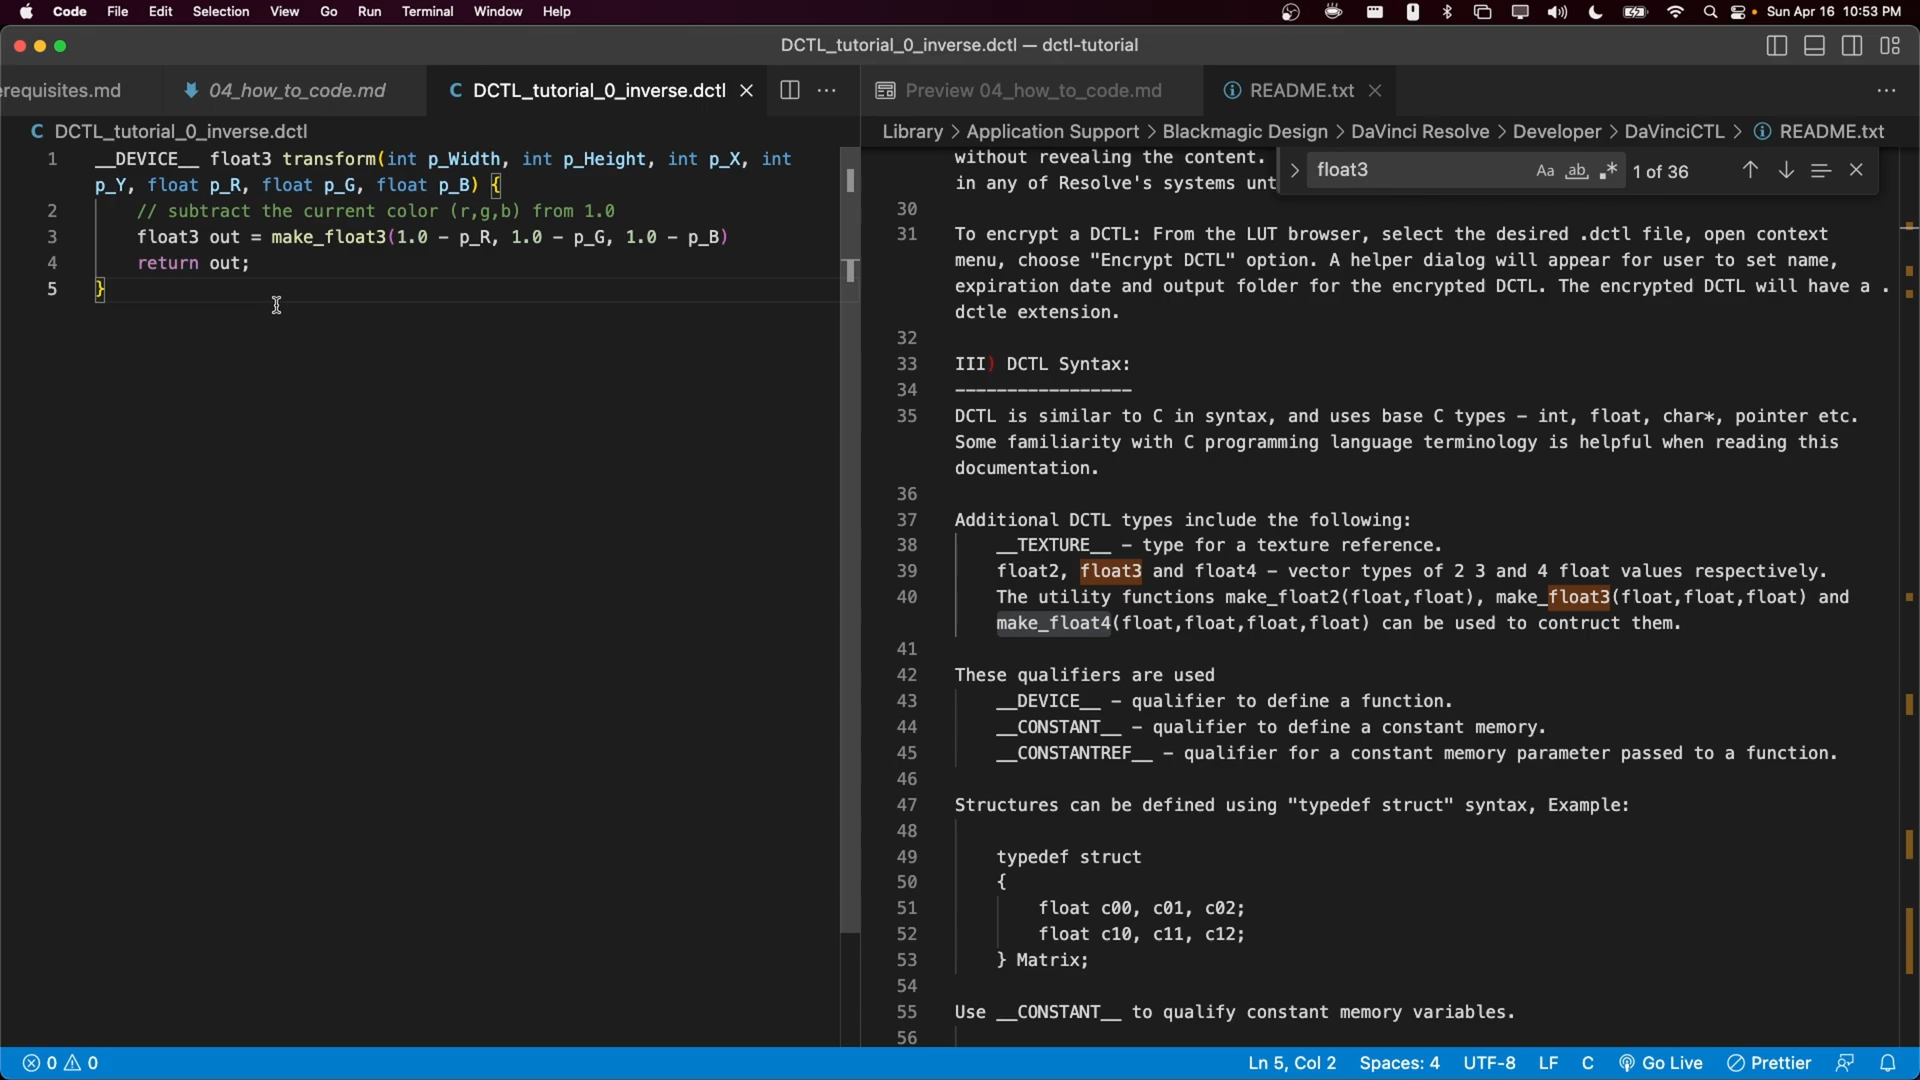 Code File Edit Selection View Go Run Terminal Window Help Sun Apr 16 10:53 PM
DCTL_tutorial_0_inverse.dctl — dctl-tutorial
erequisites.md 04_how_to_code.md C DCTL_tutorial_0_inverse.dctl Preview 04_how_to_code.md README.txt
C DCTL_tutorial_0_inverse.dctl
1 __DEVICE__ float3 transform(int p_Width, int p_Height, int p_X, int
p_Y, float p_R, float p_G, float p_B) {
2 // subtract the current color (r,g,b) from 1.0
3 float3 out = make_float3(1.0 - p_R, 1.0 - p_G, 1.0 - p_B)
4 return out;
5 }
Library > Application Support > Blackmagic Design > DaVinci Resolve > Developer > DaVinciCTL > README.txt
float3 Aa ab .* 1 of 36
without revealing the content.
in any of Resolve's systems unt
30
31 To encrypt a DCTL: From the LUT browser, select the desired .dctl file, open context
menu, choose "Encrypt DCTL" option. A helper dialog will appear for user to set name,
expiration date and output folder for the encrypted DCTL. The encrypted DCTL will have a .
dctle extension.
32
33 III) DCTL Syntax:
34 -----------------
35 DCTL is similar to C in syntax, and uses base C types - int, float, char*, pointer etc.
Some familiarity with C programming language terminology is helpful when reading this
documentation.
36
37 Additional DCTL types include the following:
38 __TEXTURE__ - type for a texture reference.
39 float2, float3 and float4 - vector types of 2 3 and 4 float values respectively.
40 The utility functions make_float2(float,float), make_float3(float,float,float) and
make_float4(float,float,float,float) can be used to contruct them.
41
42 These qualifiers are used
43 __DEVICE__ - qualifier to define a function.
44 __CONSTANT__ - qualifier to define a constant memory.
45 __CONSTANTREF__ - qualifier for a constant memory parameter passed to a function.
46
47 Structures can be defined using "typedef struct" syntax, Example:
48
49 typedef struct
50 {
51 float c00, c01, c02;
52 float c10, c11, c12;
53 } Matrix;
54
55 Use __CONSTANT__ to qualify constant memory variables.
56
0 0 Ln 5, Col 2 Spaces: 4 UTF-8 LF C Go Live Prettier